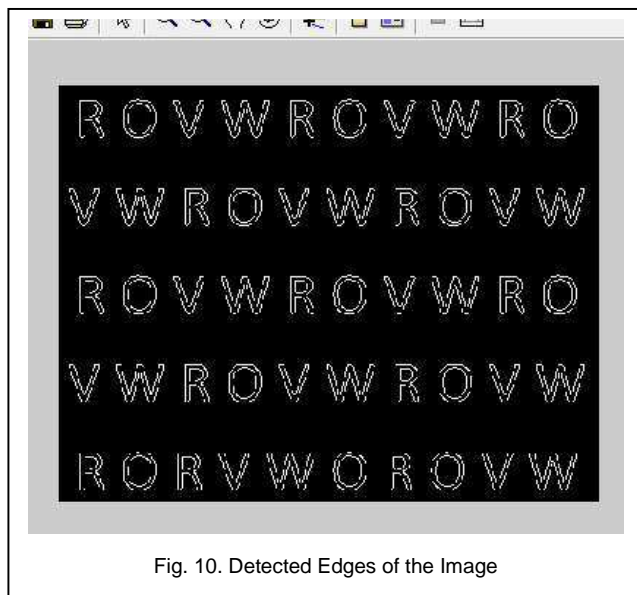 R O V W R O V W R O
V W R O V W R O V W
R O V W R O V W R O
V W R O V W R O V W
R O R V W O R O V W
Fig. 10. Detected Edges of the Image